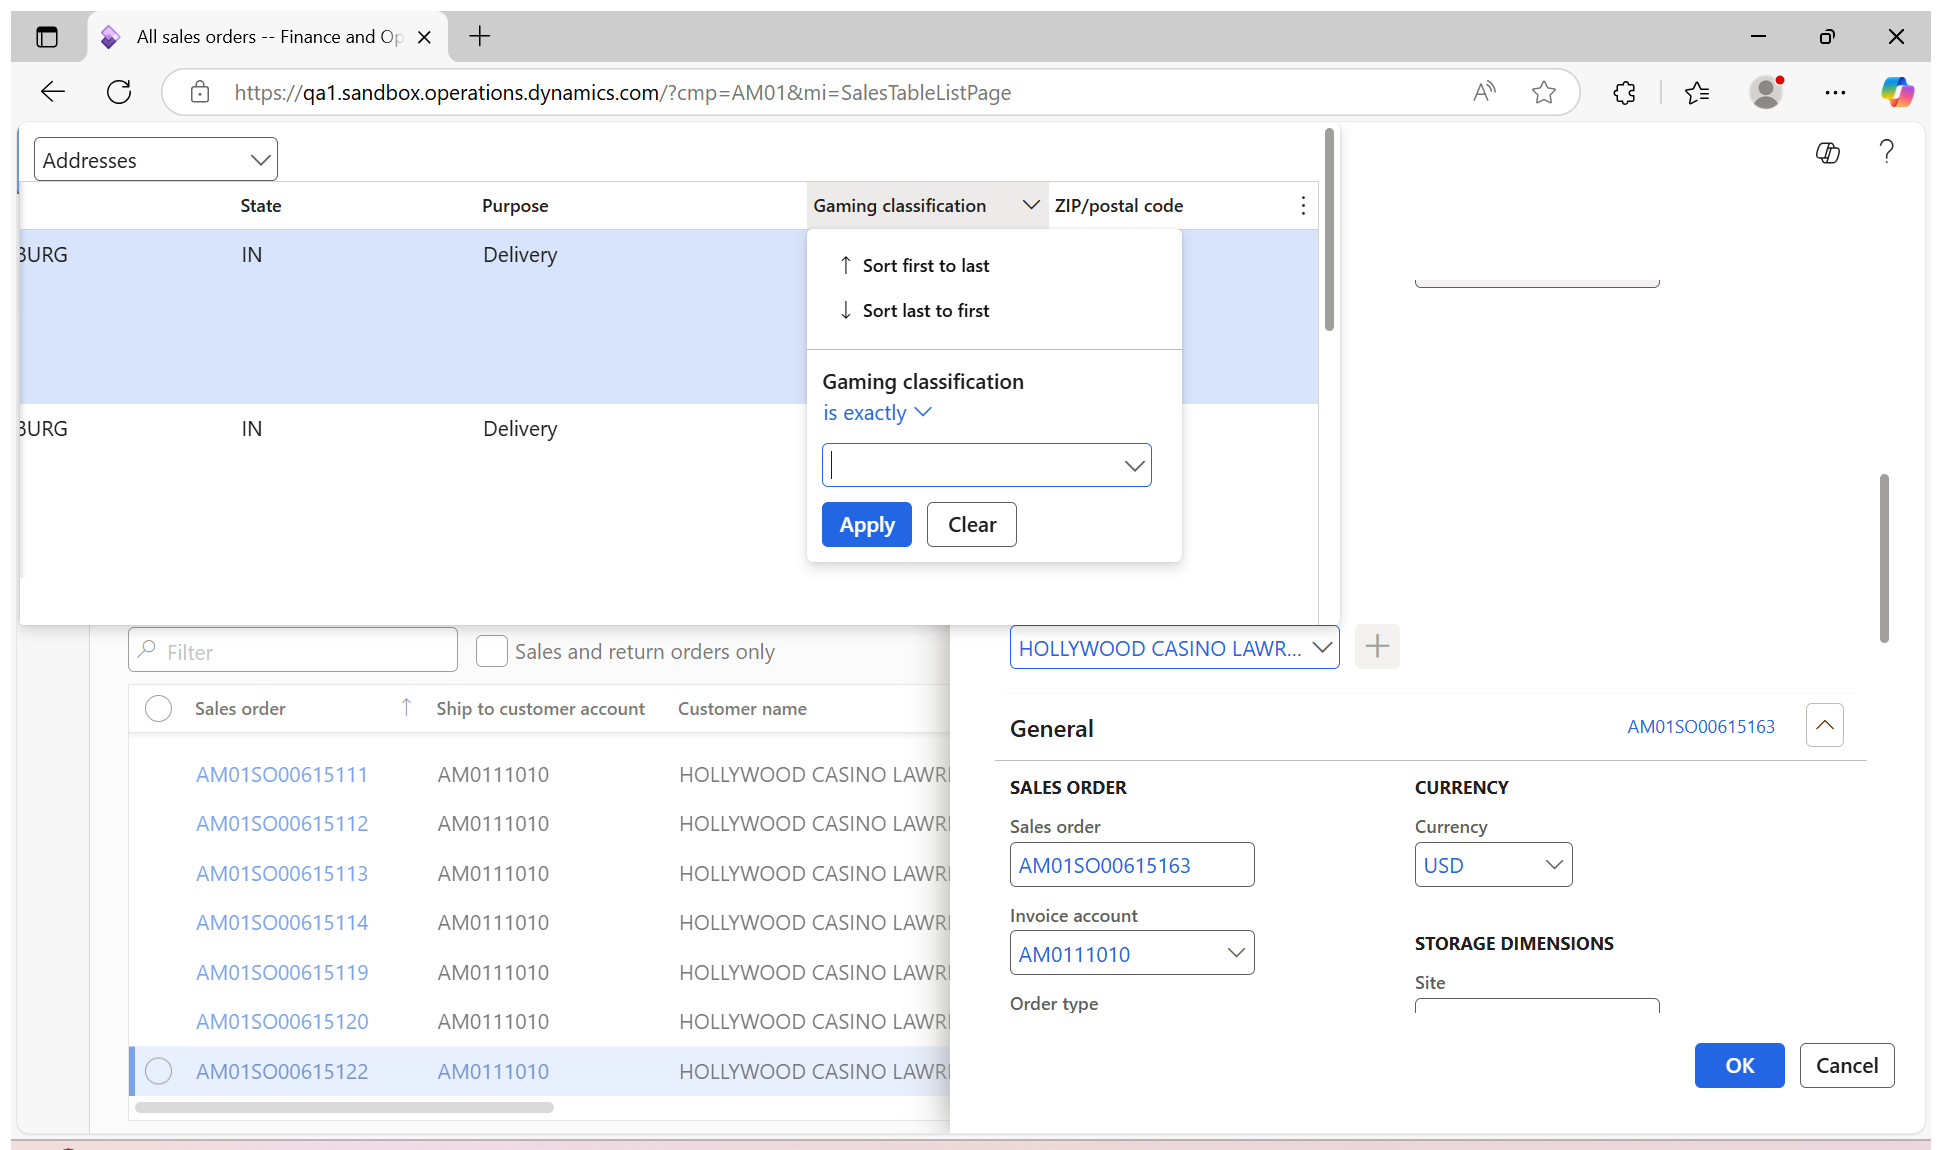 All sales orders -- Finance and Op
https://qa1.sandbox.operations.dynamics.com/?cmp=AM01&mi=SalesTableListPage
Addresses
State Purpose Gaming classification ZIP/postal code
BURG IN Delivery
Sort first to last
Sort last to first
Gaming classification
is exactly
BURG IN Delivery
Apply Clear
Filter
Sales and return orders only
HOLLYWOOD CASINO LAWR...
Sales order Ship to customer account Customer name
AM01SO00615111 AM0111010 HOLLYWOOD CASINO LAWR
AM01SO00615112 AM0111010 HOLLYWOOD CASINO LAWR
AM01SO00615113 AM0111010 HOLLYWOOD CASINO LAWR
AM01SO00615114 AM0111010 HOLLYWOOD CASINO LAWR
AM01SO00615119 AM0111010 HOLLYWOOD CASINO LAWR
AM01SO00615120 AM0111010 HOLLYWOOD CASINO LAWR
AM01SO00615122 AM0111010 HOLLYWOOD CASINO LAWR
General AM01SO00615163
SALES ORDER
Sales order
AM01SO00615163
Invoice account
AM0111010
Order type
CURRENCY
Currency
USD
STORAGE DIMENSIONS
Site
OK Cancel